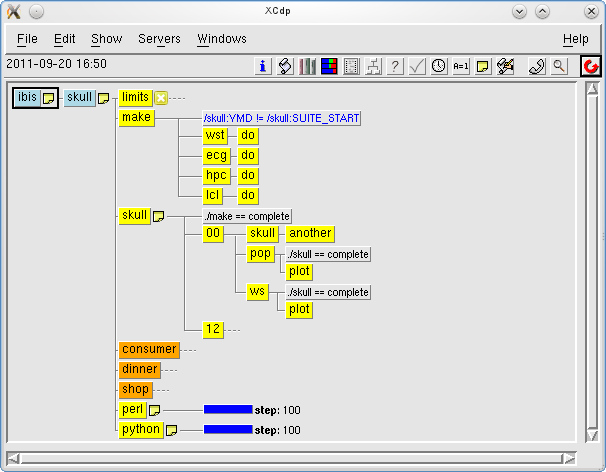 XCdp
File Edit Show Servers Windows Help
2011-09-20 16:50
i ? A=1
ibis skull limits
make /skull:YMD != /skull:SUITE_START
wst do
ecg do
hpc do
lcl do
skull ./make == complete
00 skull another
pop ./skull == complete
plot
ws ./skull == complete
plot
12
consumer
dinner
shop
perl step: 100
python step: 100